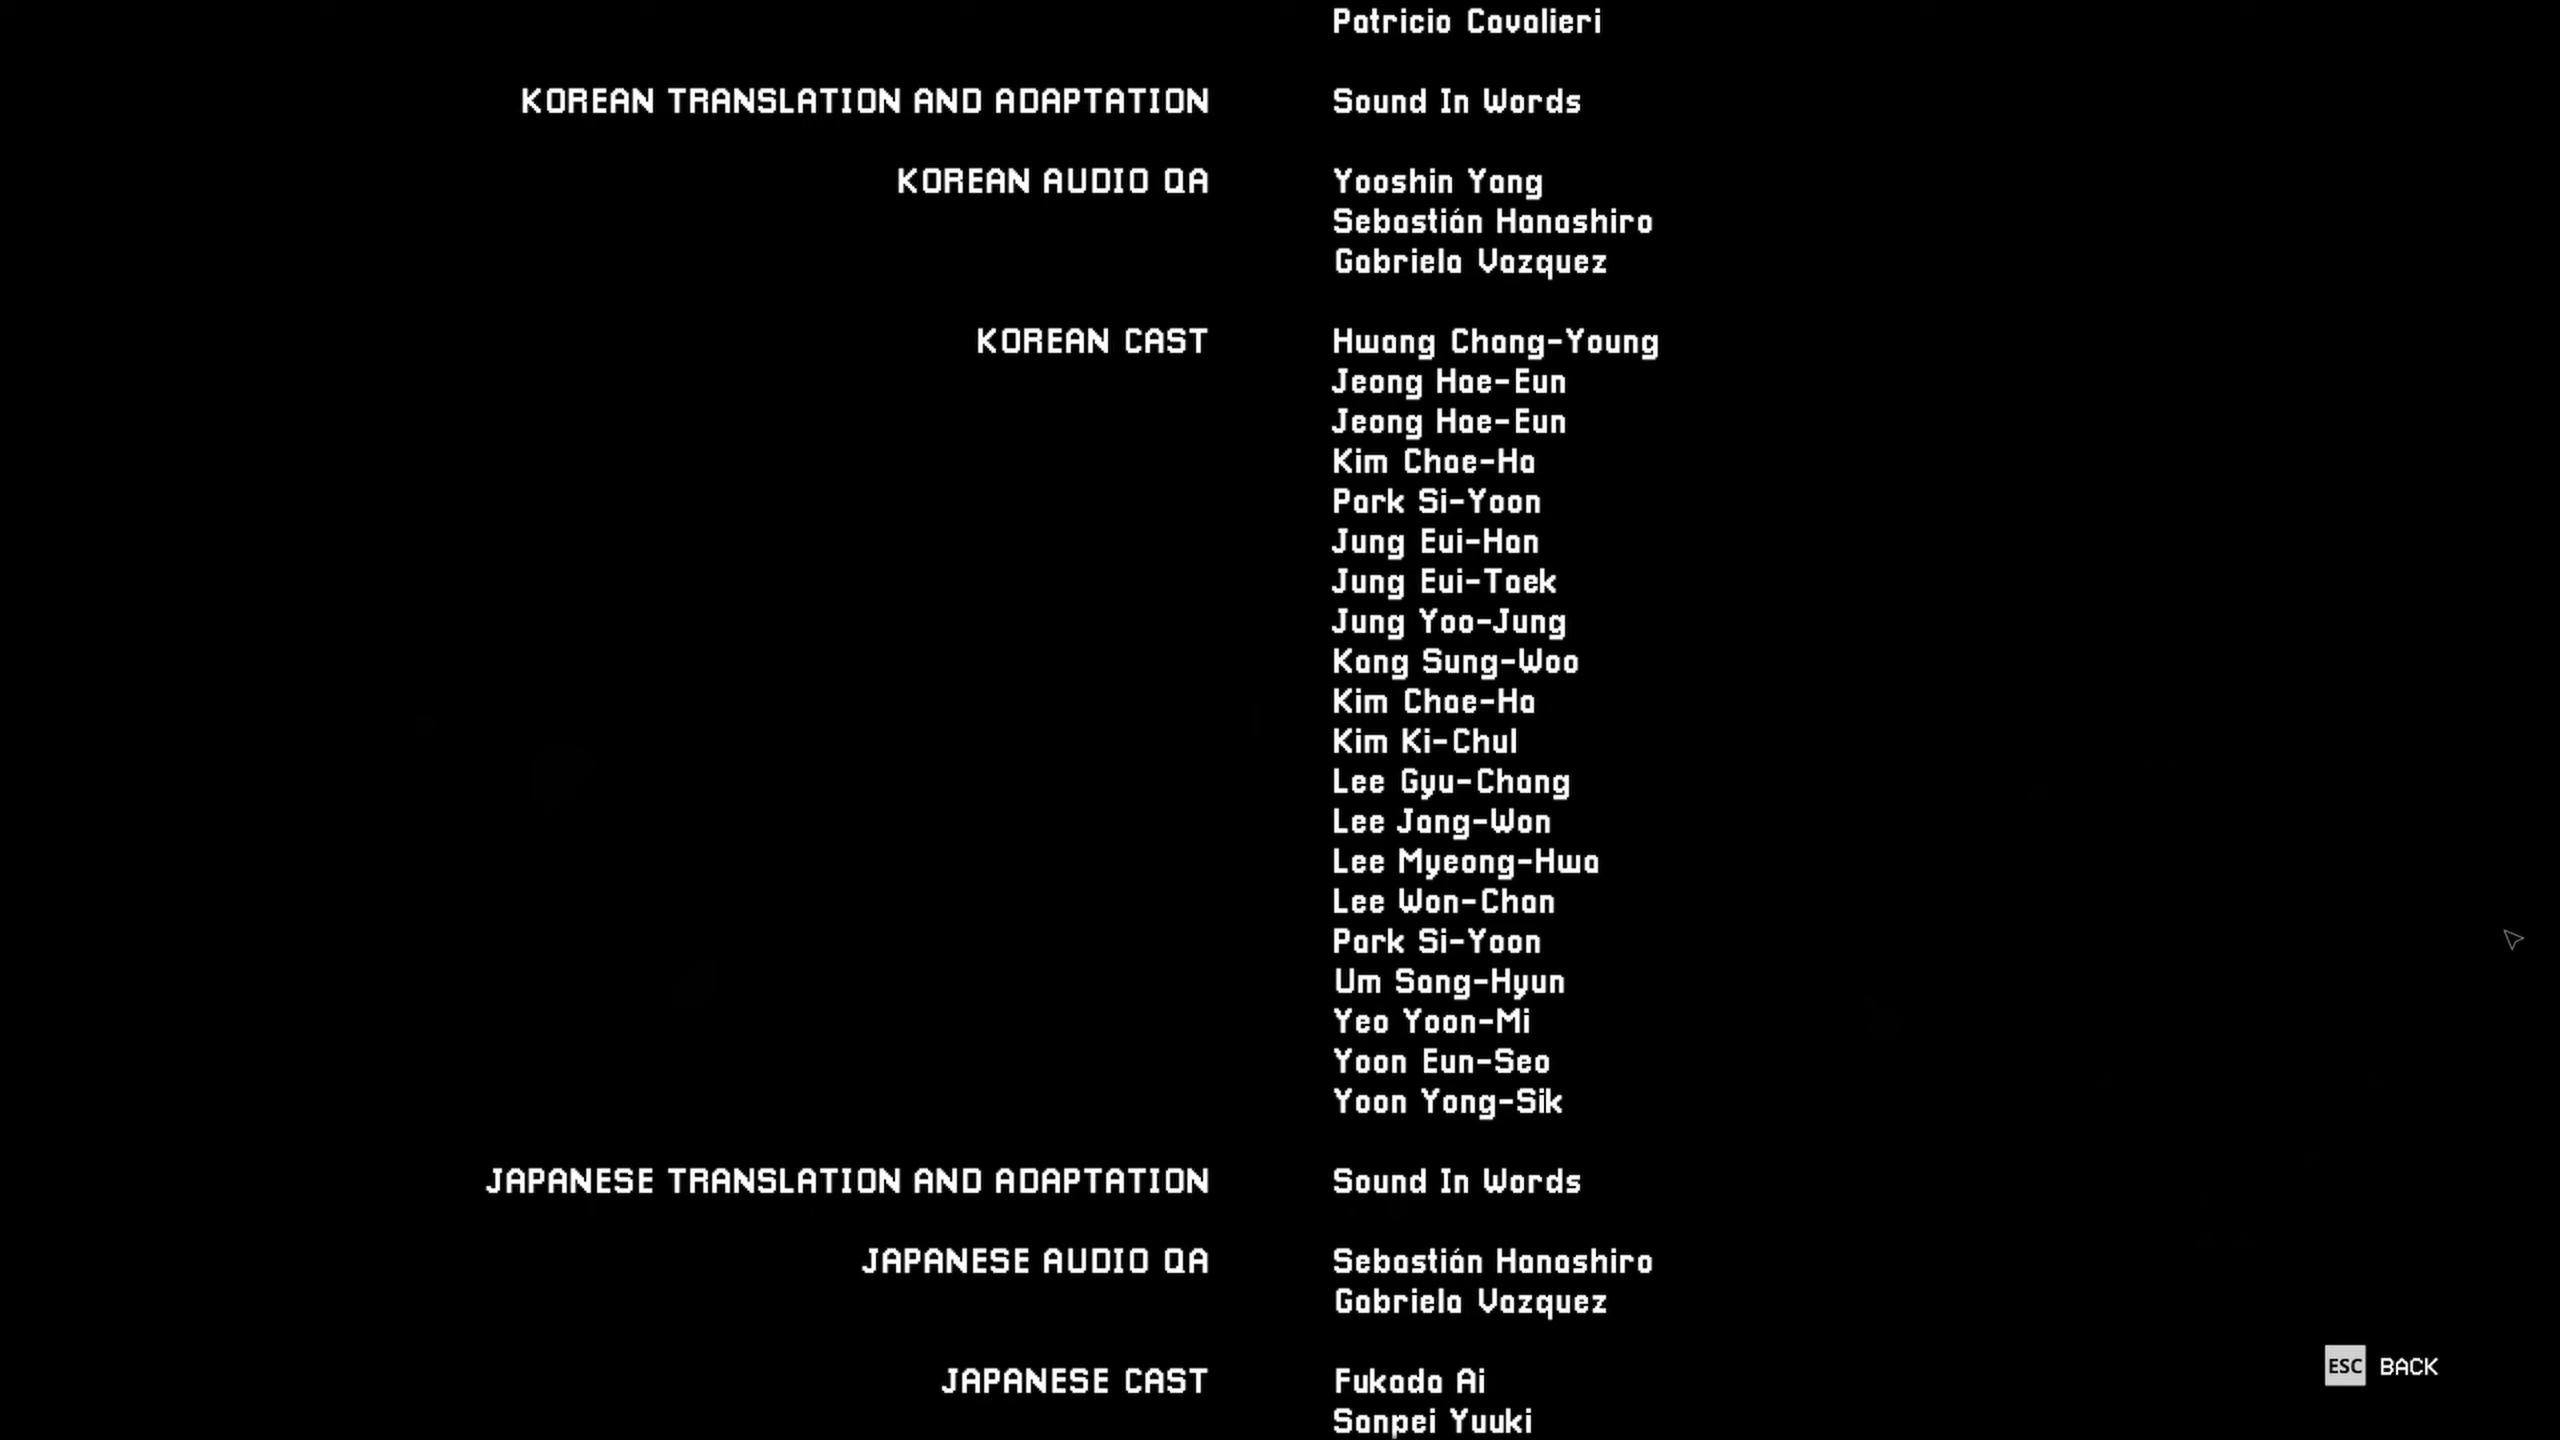 Patricio Cavalieri
KOREAN TRANSLATION AND ADAPTATION Sound In Words
KOREAN AUDIO QA Yooshin Yang
Sebastián Hanashiro
Gabriela Vazquez
KOREAN CAST Hwang Chang-Young
Jeong Hae-Eun
Jeong Hae-Eun
Kim Chae-Ha
Park Si-Yoon
Jung Eui-Han
Jung Eui-Taek
Jung Yoo-Jung
Kang Sung-Woo
Kim Chae-Ha
Kim Ki-Chul
Lee Gyu-Chang
Lee Jang-Won
Lee Myeong-Hwa
Lee Won-Chan
Park Si-Yoon
Um Sang-Hyun
Yeo Yoon-Mi
Yoon Eun-Seo
Yoon Yong-Sik
JAPANESE TRANSLATION AND ADAPTATION Sound In Words
JAPANESE AUDIO QA Sebastián Hanashiro
Gabriela Vazquez
JAPANESE CAST Fukada Ai
Sanpei Yuuki
ESC BACK